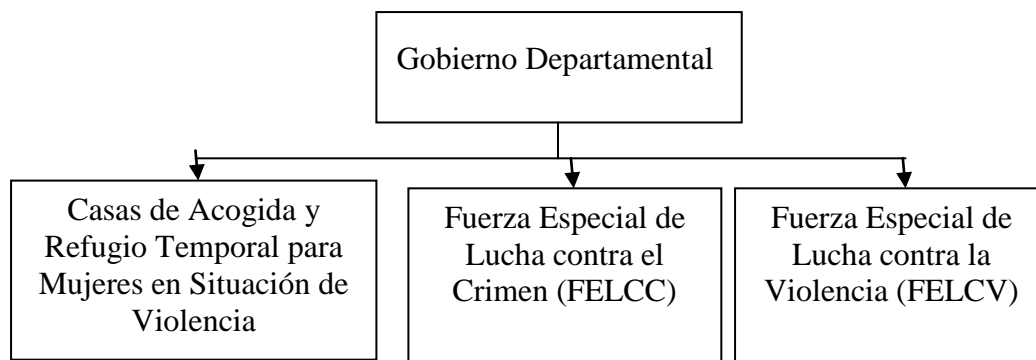 Gobierno Departamental
Casas de Acogida y
Refugio Temporal para
Mujeres en Situación de
Violencia
Fuerza Especial de
Lucha contra el
Crimen (FELCC)
Fuerza Especial de
Lucha contra la
Violencia (FELCV)